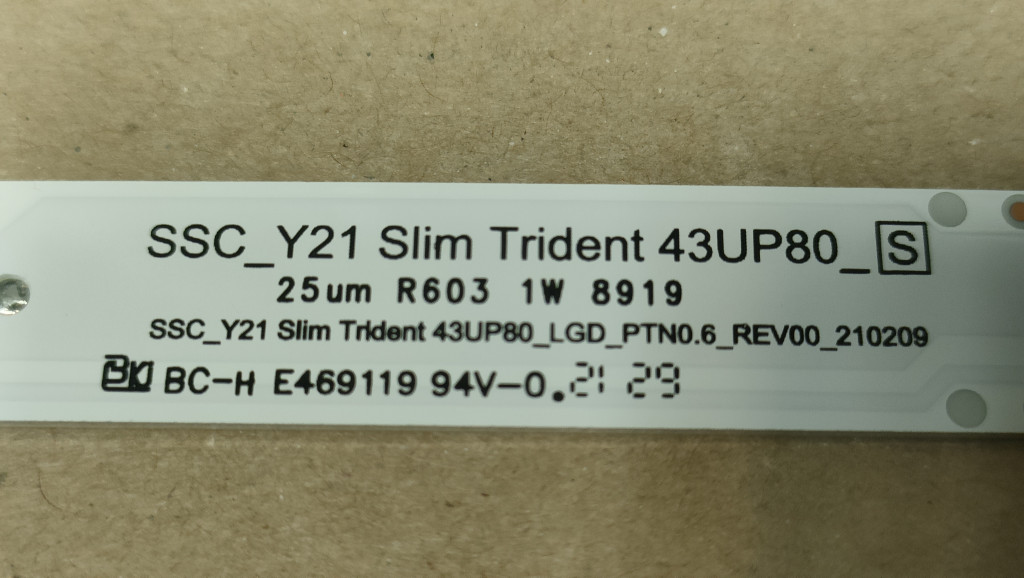 SSC_Y21 Slim Trident 43UP80_S
25um R603 1W 8919
SSC_Y21 Slim Trident 43UP80_LGD_PTN0.6_REV00_210209
BC-H E469119 94V-0. 21 29